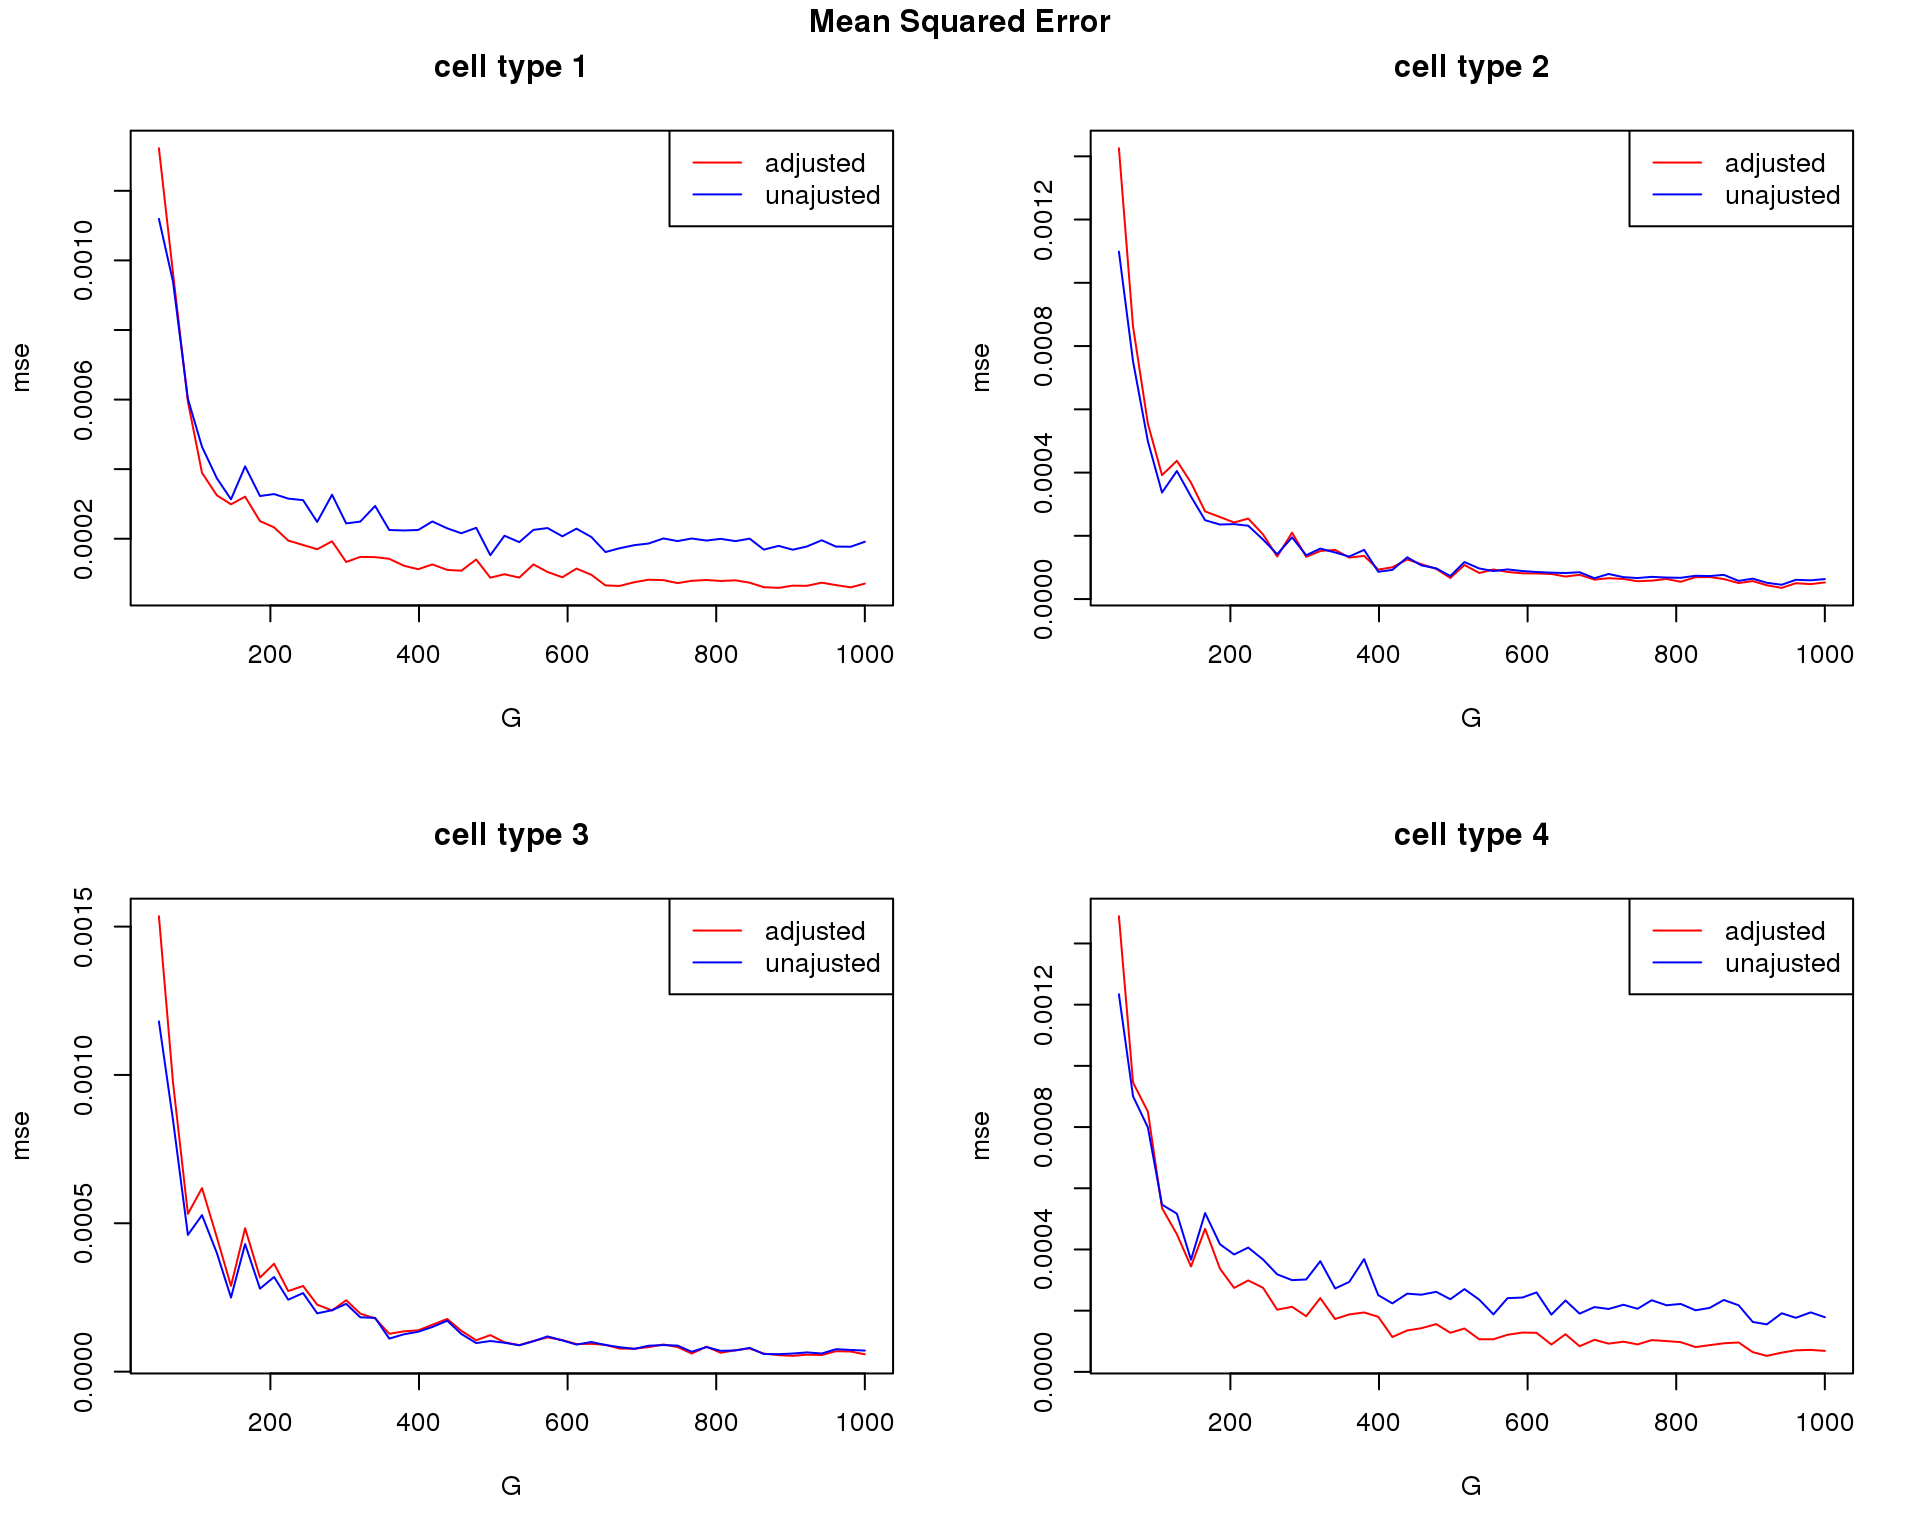 Mean Squared Error
cell type 1
mse
0.0002
0.0006
0.0010
adjusted
unajusted
200 400 600 800 1000
G
cell type 2
mse
0.0000
0.0004
0.0008
0.0012
adjusted
unajusted
200 400 600 800 1000
G
cell type 3
mse
0.0000
0.0005
0.0010
0.0015
adjusted
unajusted
200 400 600 800 1000
G
cell type 4
mse
0.0000
0.0004
0.0008
0.0012
adjusted
unajusted
200 400 600 800 1000
G